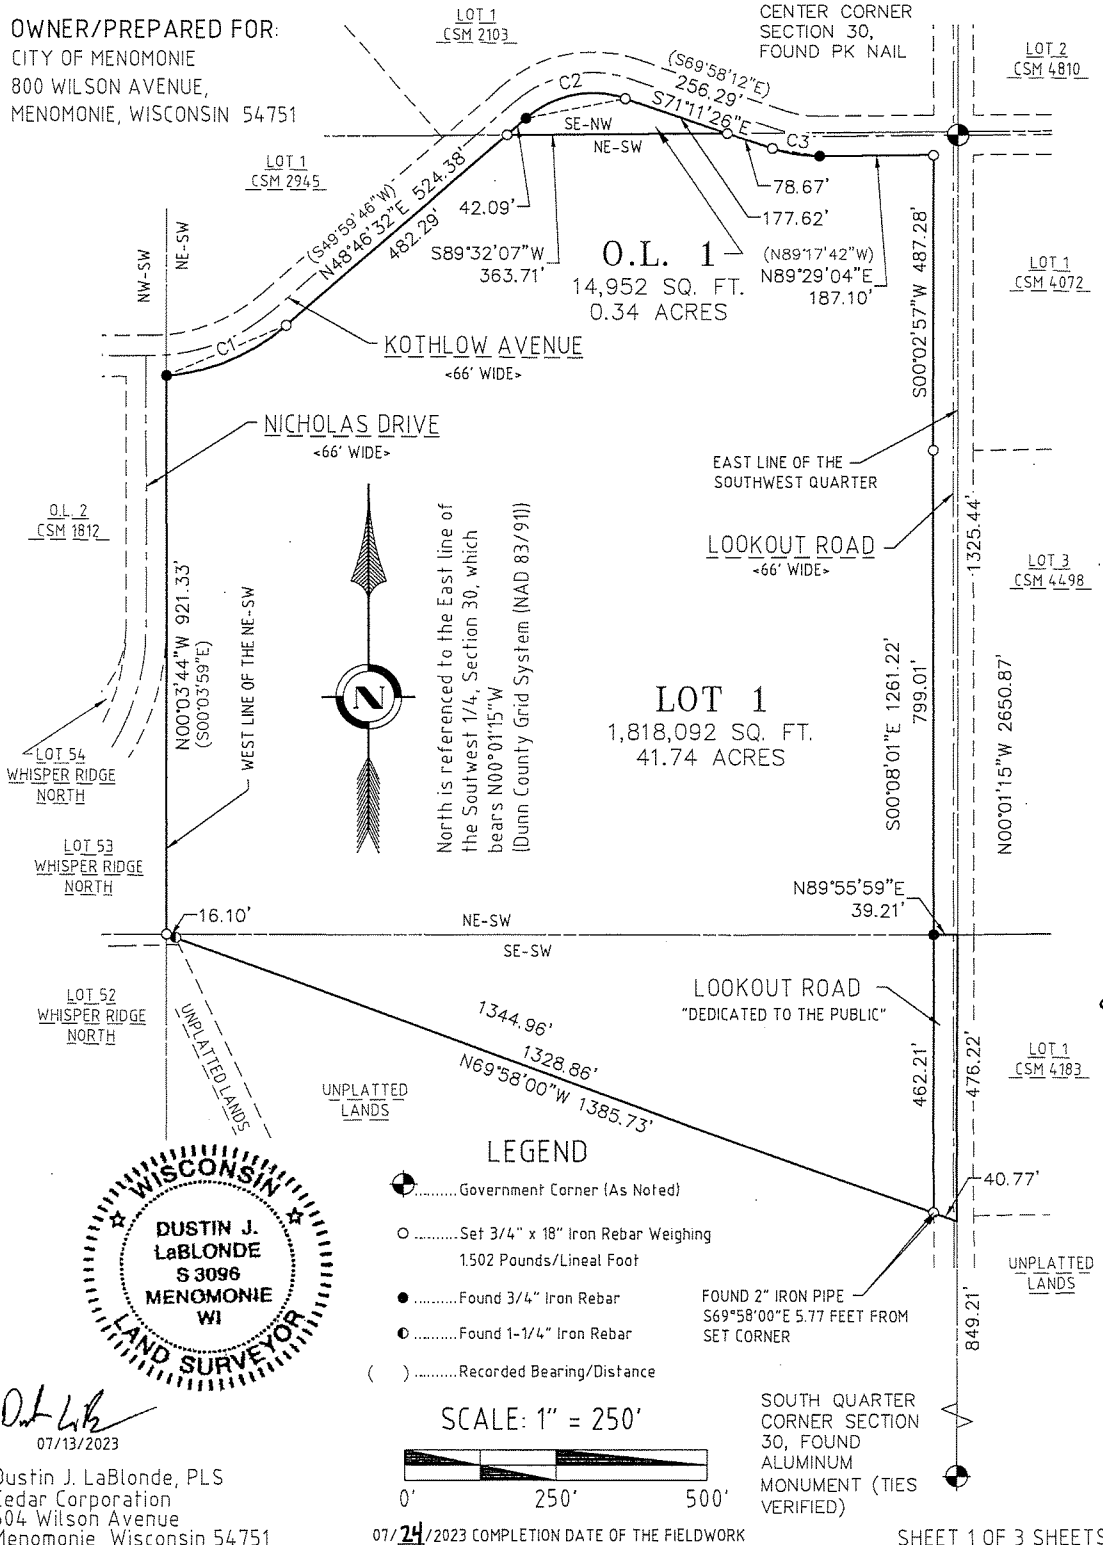 OWNER/PREPARED FOR:
CITY OF MENOMONIE
800 WILSON AVENUE,
MENOMONIE, WISCONSIN 54751
LOT 1
CSM 2103
CENTER CORNER
SECTION 30,
FOUND PK NAIL
LOT 2
CSM 4810
(S69°58'12"E)
256.29'
S71°11'26"E
C2
SE-NW
NE-SW
C3
LOT 1
CSM 2945
(S49°59'46"W)
N48°46'32"E 524.38'
482.29'
42.09'
78.67'
177.62'
S89°32'07"W
363.71'
O.L. 1
14,952 SQ. FT.
0.34 ACRES
(N89°17'42"W)
N89°29'04"E
187.10'
S00°02'57"W 487.28'
LOT 1
CSM 4072
NW-SW
NE-SW
C1
KOTHLOW AVENUE
<66' WIDE>
NICHOLAS DRIVE
<66' WIDE>
EAST LINE OF THE
SOUTHWEST QUARTER
LOOKOUT ROAD
<66' WIDE>
1325.44'
O.L. 2
CSM 1812
LOT 3
CSM 4498
N00°03'44"W 921.33'
(S00°03'59"E)
WEST LINE OF THE NE-SW
N
North is referenced to the East line of
the Soutwest 1/4, Section 30, which
bears N00°01'15"W
(Dunn County Grid System (NAD 83/91))
LOT 1
1,818,092 SQ. FT.
41.74 ACRES
S00°08'01"E 1261.22'
799.01'
N00°01'15"W 2650.87'
LOT 54
WHISPER RIDGE
NORTH
LOT 53
WHISPER RIDGE
NORTH
N89°55'59"E
39.21'
16.10'
NE-SW
SE-SW
LOT 52
WHISPER RIDGE
NORTH
UNPLATTED LANDS
UNPLATTED
LANDS
1344.96'
1328.86'
N69°58'00"W 1385.73'
LOOKOUT ROAD
"DEDICATED TO THE PUBLIC"
462.21'
476.22'
LOT 1
CSM 4183
40.77'
UNPLATTED
LANDS
849.21'
FOUND 2" IRON PIPE
S69°58'00"E 5.77 FEET FROM
SET CORNER
LEGEND
..........Government Corner (As Noted)
..........Set 3/4" x 18" Iron Rebar Weighing
1.502 Pounds/Lineal Foot
..........Found 3/4" Iron Rebar
..........Found 1-1/4" Iron Rebar
( )..........Recorded Bearing/Distance
WISCONSIN
DUSTIN J.
LaBLONDE
S 3096
MENOMONIE
WI
LAND SURVEYOR
07/13/2023
Dustin J. LaBlonde, PLS
Cedar Corporation
604 Wilson Avenue
Menomonie Wisconsin 54751
SCALE: 1" = 250'
0' 250' 500'
07/24/2023 COMPLETION DATE OF THE FIELDWORK
SOUTH QUARTER
CORNER SECTION
30, FOUND
ALUMINUM
MONUMENT (TIES
VERIFIED)
SHEET 1 OF 3 SHEETS